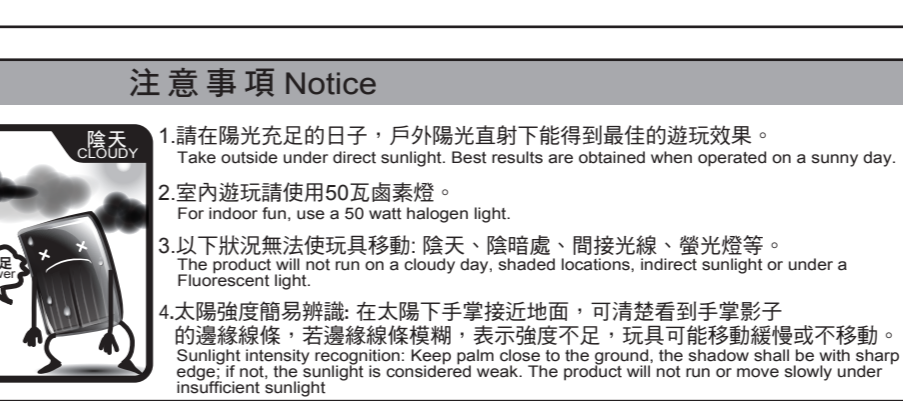 注意事項 Notice
陰天
CLOUDY
足
wer
1.請在陽光充足的日子，戶外陽光直射下能得到最佳的遊玩效果。
Take outside under direct sunlight. Best results are obtained when operated on a sunny day.
2.室內遊玩請使用50瓦鹵素燈。
For indoor fun, use a 50 watt halogen light.
3.以下狀況無法使玩具移動: 陰天、陰暗處、間接光線、螢光燈等。
The product will not run on a cloudy day, shaded locations, indirect sunlight or under a
Fluorescent light.
4.太陽強度簡易辨識: 在太陽下手掌接近地面，可清楚看到手掌影子
的邊緣線條，若邊緣線條模糊，表示強度不足，玩具可能移動緩慢或不移動。
Sunlight intensity recognition: Keep palm close to the ground, the shadow shall be with sharp
edge; if not, the sunlight is considered weak. The product will not run or move slowly under
insufficient sunlight